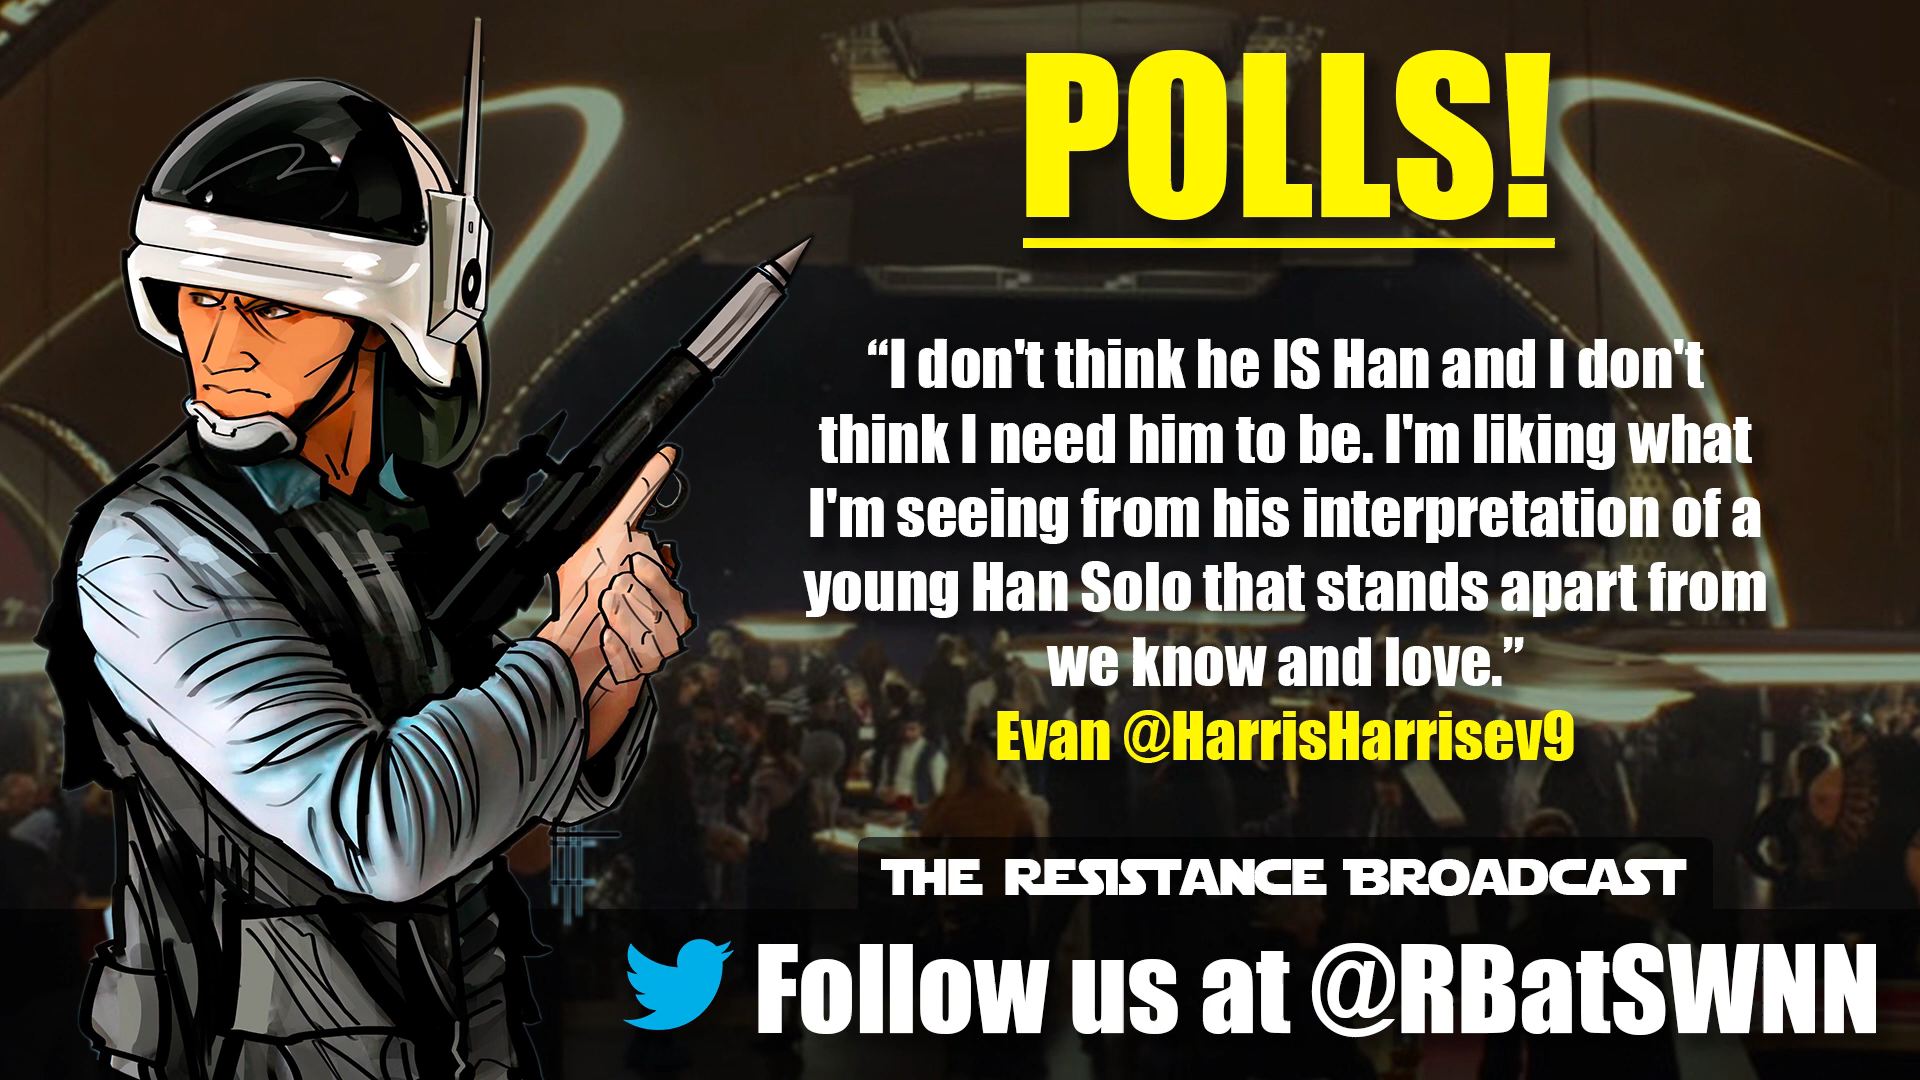 POLLS!
“I don't think he IS Han and I don't
think I need him to be. I'm liking what
I'm seeing from his interpretation of a
young Han Solo that stands apart from
we know and love.”
Evan @HarrisHarrisev9
THE RESISTANCE BROADCAST
Follow us at @RBatSWNN